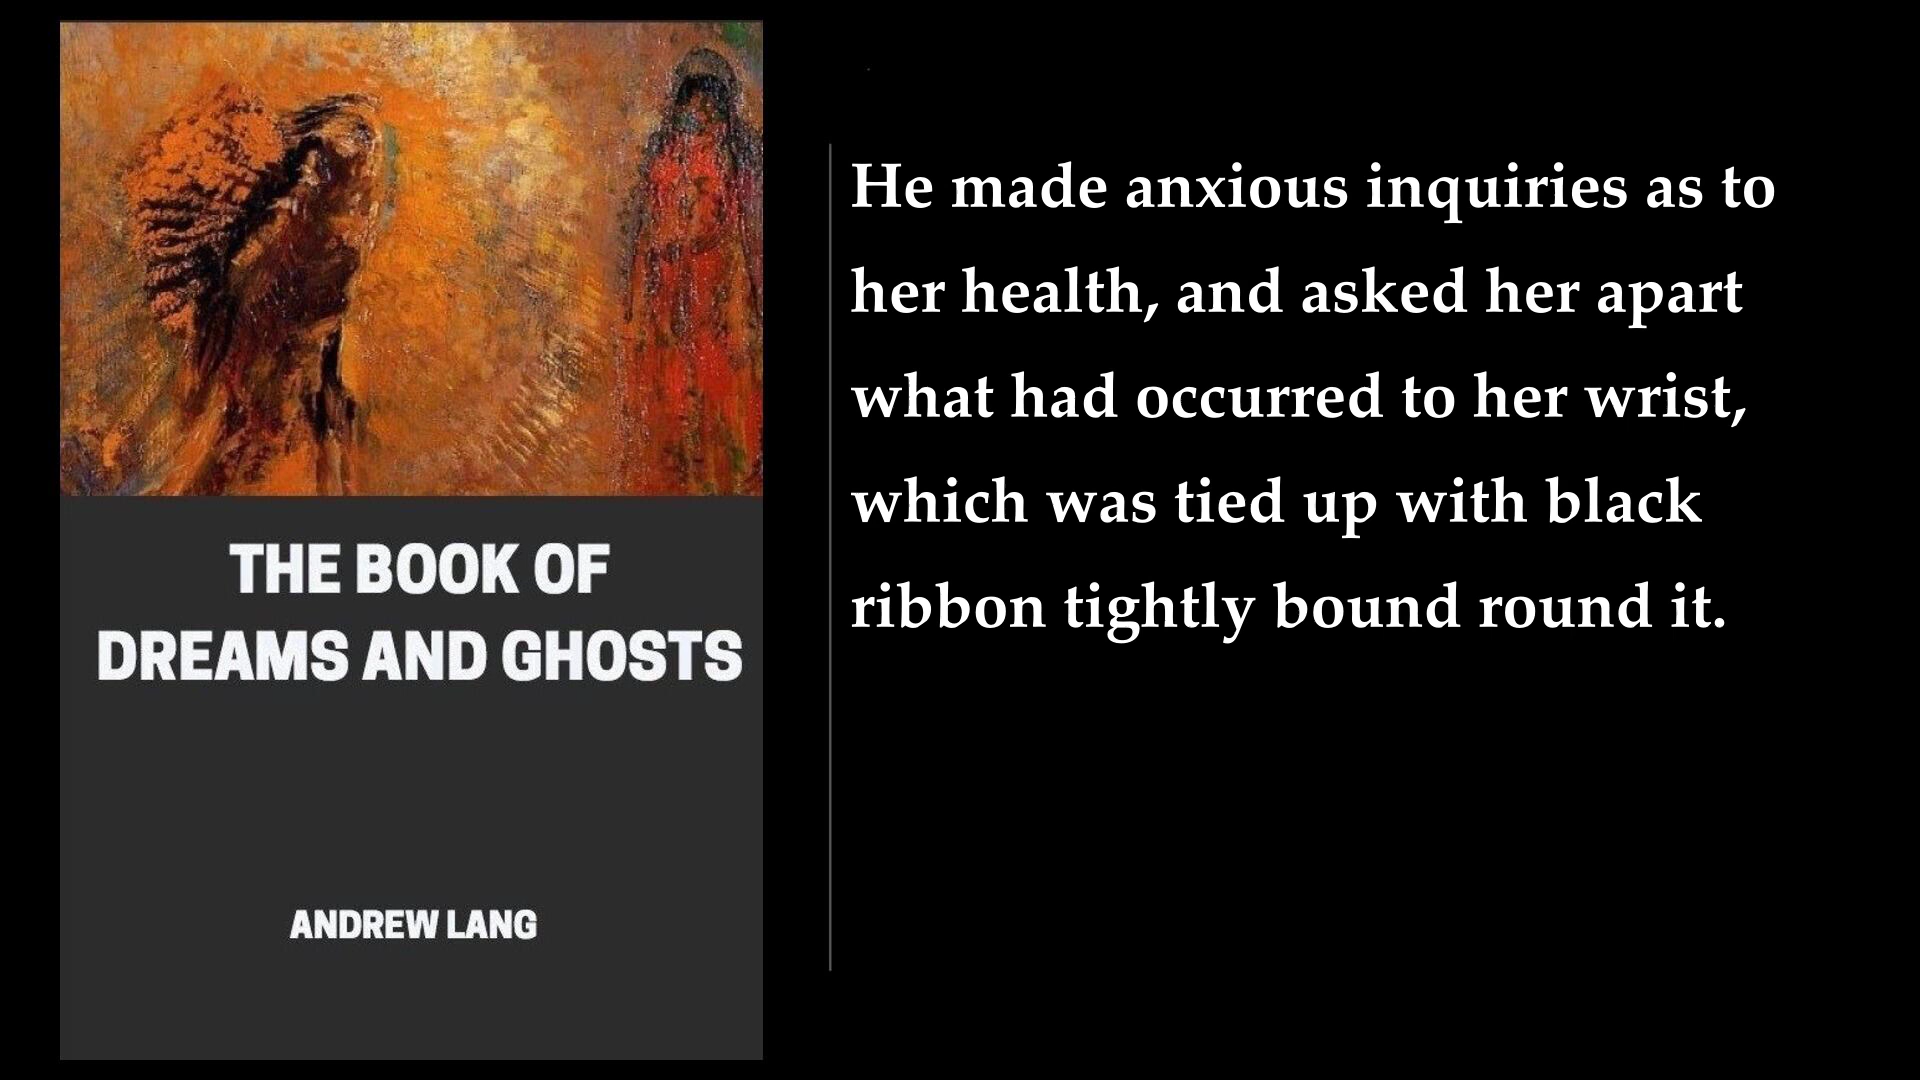 THE BOOK OF
DREAMS AND GHOSTS
ANDREW LANG
He made anxious inquiries as to
her health, and asked her apart
what had occurred to her wrist,
which was tied up with black
ribbon tightly bound round it.